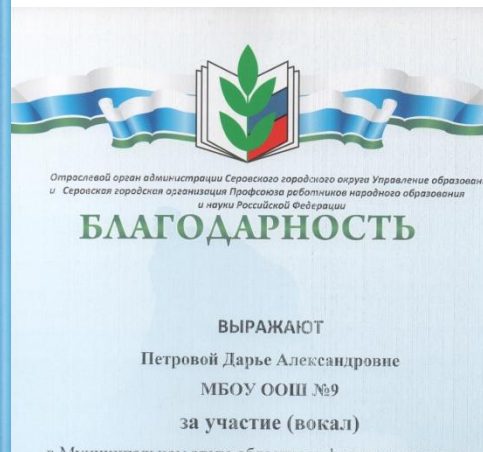 Отраслевой орган администрации Серовского городского округа Управление образован
и Серовская городская организация Профсоюза работников народного образования
и науки Российской Федерации
БЛАГОДАРНОСТЬ
ВЫРАЖАЮТ
Петровой Дарье Александровне
МБОУ ООШ №9
за участие (вокал)